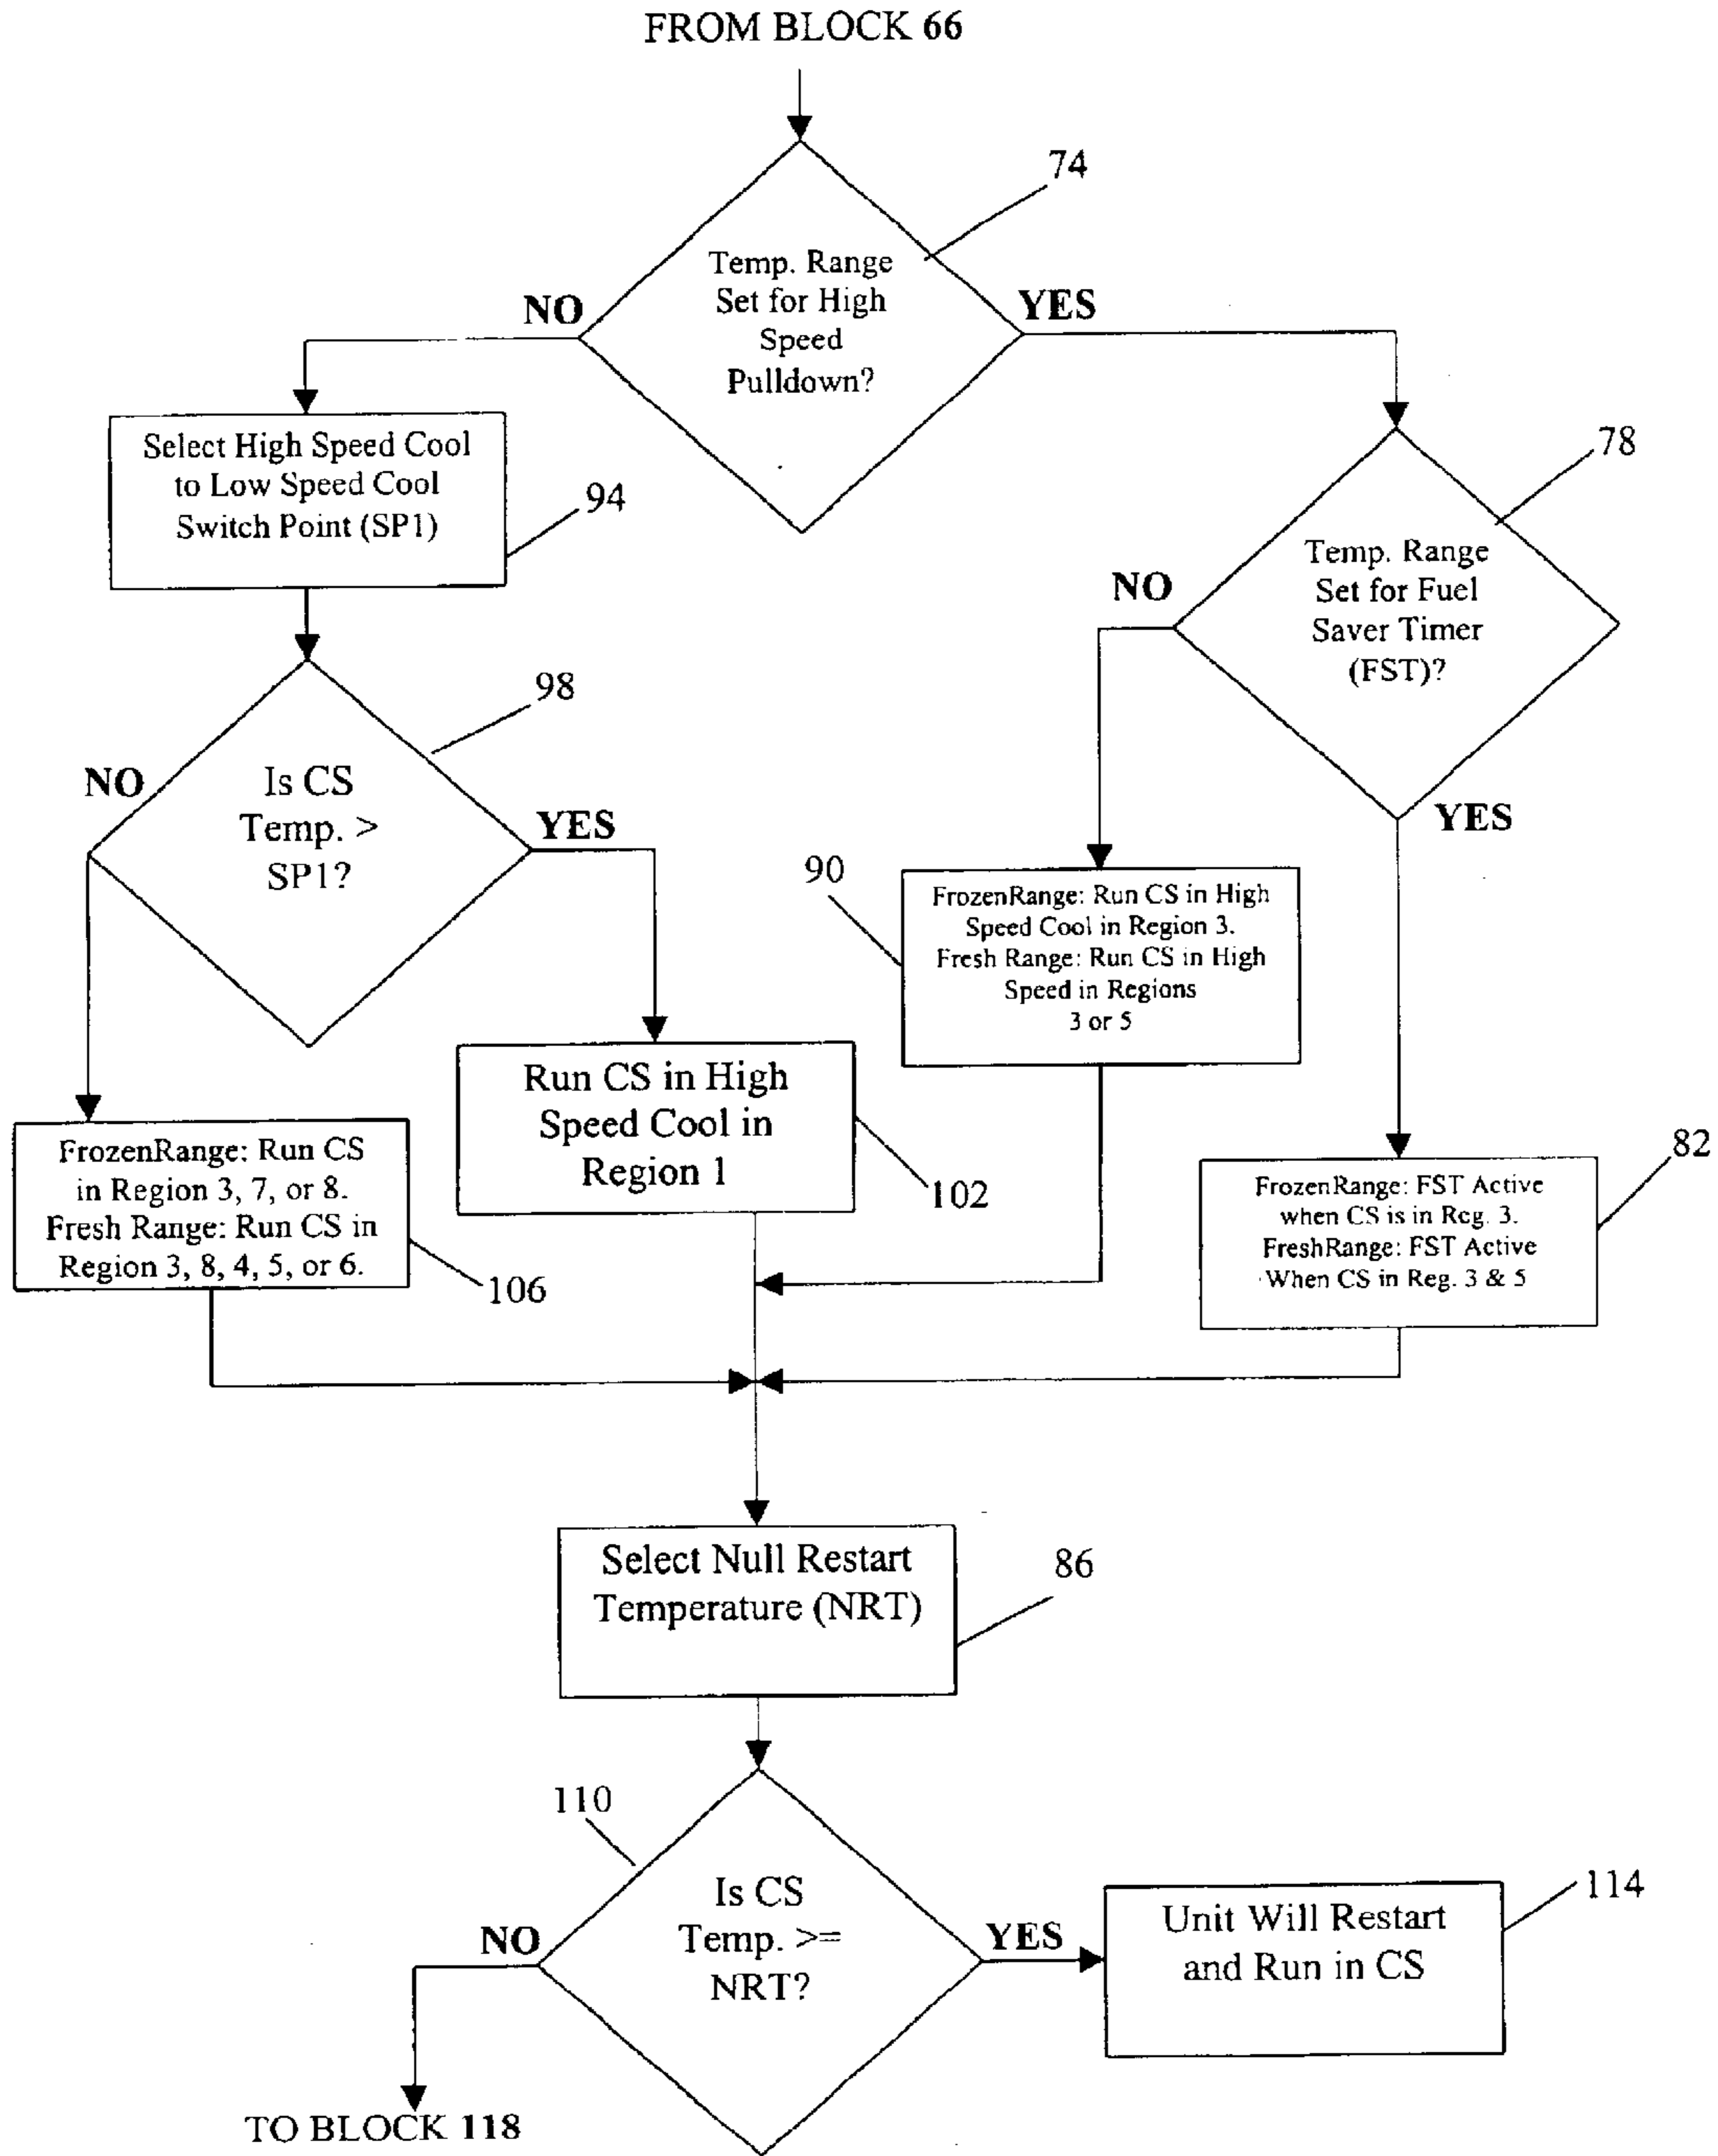 FROM BLOCK 66
74
Temp. Range
Set for High
Speed
Pulldown?
NO
YES
Select High Speed Cool
to Low Speed Cool
Switch Point (SP1)
94
78
Temp. Range
Set for Fuel
Saver Timer
(FST)?
NO
YES
98
Is CS
Temp. >
SP1?
NO
YES
90
FrozenRange: Run CS in High
Speed Cool in Region 3.
Fresh Range: Run CS in High
Speed in Regions
3 or 5
Run CS in High
Speed Cool in
Region 1
102
FrozenRange: Run CS
in Region 3, 7, or 8.
Fresh Range: Run CS in
Region 3, 8, 4, 5, or 6.
106
82
FrozenRange: FST Active
when CS is in Reg. 3.
FreshRange: FST Active
When CS in Reg. 3 & 5
Select Null Restart
Temperature (NRT)
86
110
Is CS
Temp. >=
NRT?
NO
YES
Unit Will Restart
and Run in CS
114
TO BLOCK 118